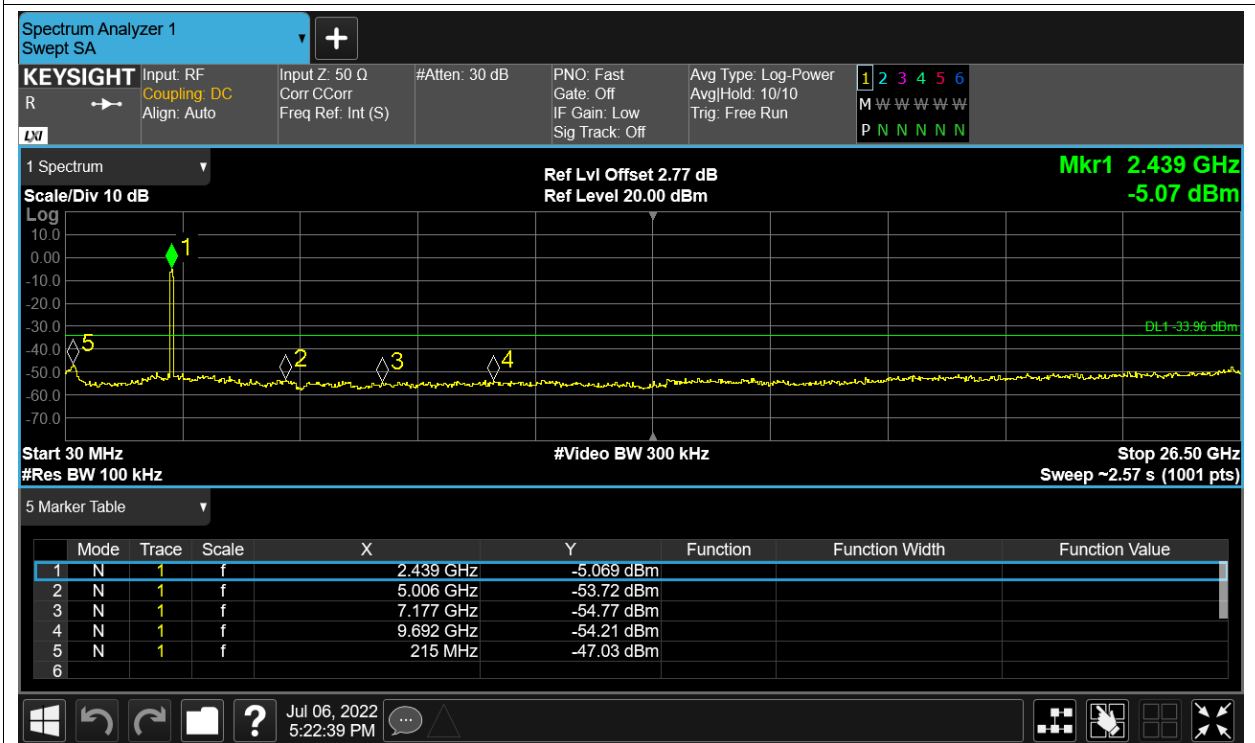 Spectrum Analyzer 1
Swept SA
KEYSIGHT
R
LXI
Input: RF
Coupling: DC
Align: Auto
Input Z: 50 Ω
Corr CCorr
Freq Ref: Int (S)
#Atten: 30 dB
PNO: Fast
Gate: Off
IF Gain: Low
Sig Track: Off
Avg Type: Log-Power
Avg|Hold: 10/10
Trig: Free Run
1 2 3 4 5 6
M W W W W W
P N N N N N
1 Spectrum
Scale/Div 10 dB
Ref Lvl Offset 2.77 dB
Ref Level 20.00 dBm
Mkr1 2.439 GHz
-5.07 dBm
Log
10.0
0.00
-10.0
-20.0
-30.0
-40.0
-50.0
-60.0
-70.0
1
5
2
3
4
DL1 -33.96 dBm
Start 30 MHz
#Res BW 100 kHz
#Video BW 300 kHz
Stop 26.50 GHz
Sweep ~2.57 s (1001 pts)
5 Marker Table
Mode Trace Scale X Y Function Function Width Function Value
1 N 1 f 2.439 GHz -5.069 dBm
2 N 1 f 5.006 GHz -53.72 dBm
3 N 1 f 7.177 GHz -54.77 dBm
4 N 1 f 9.692 GHz -54.21 dBm
5 N 1 f 215 MHz -47.03 dBm
6
?
Jul 06, 2022
5:22:39 PM